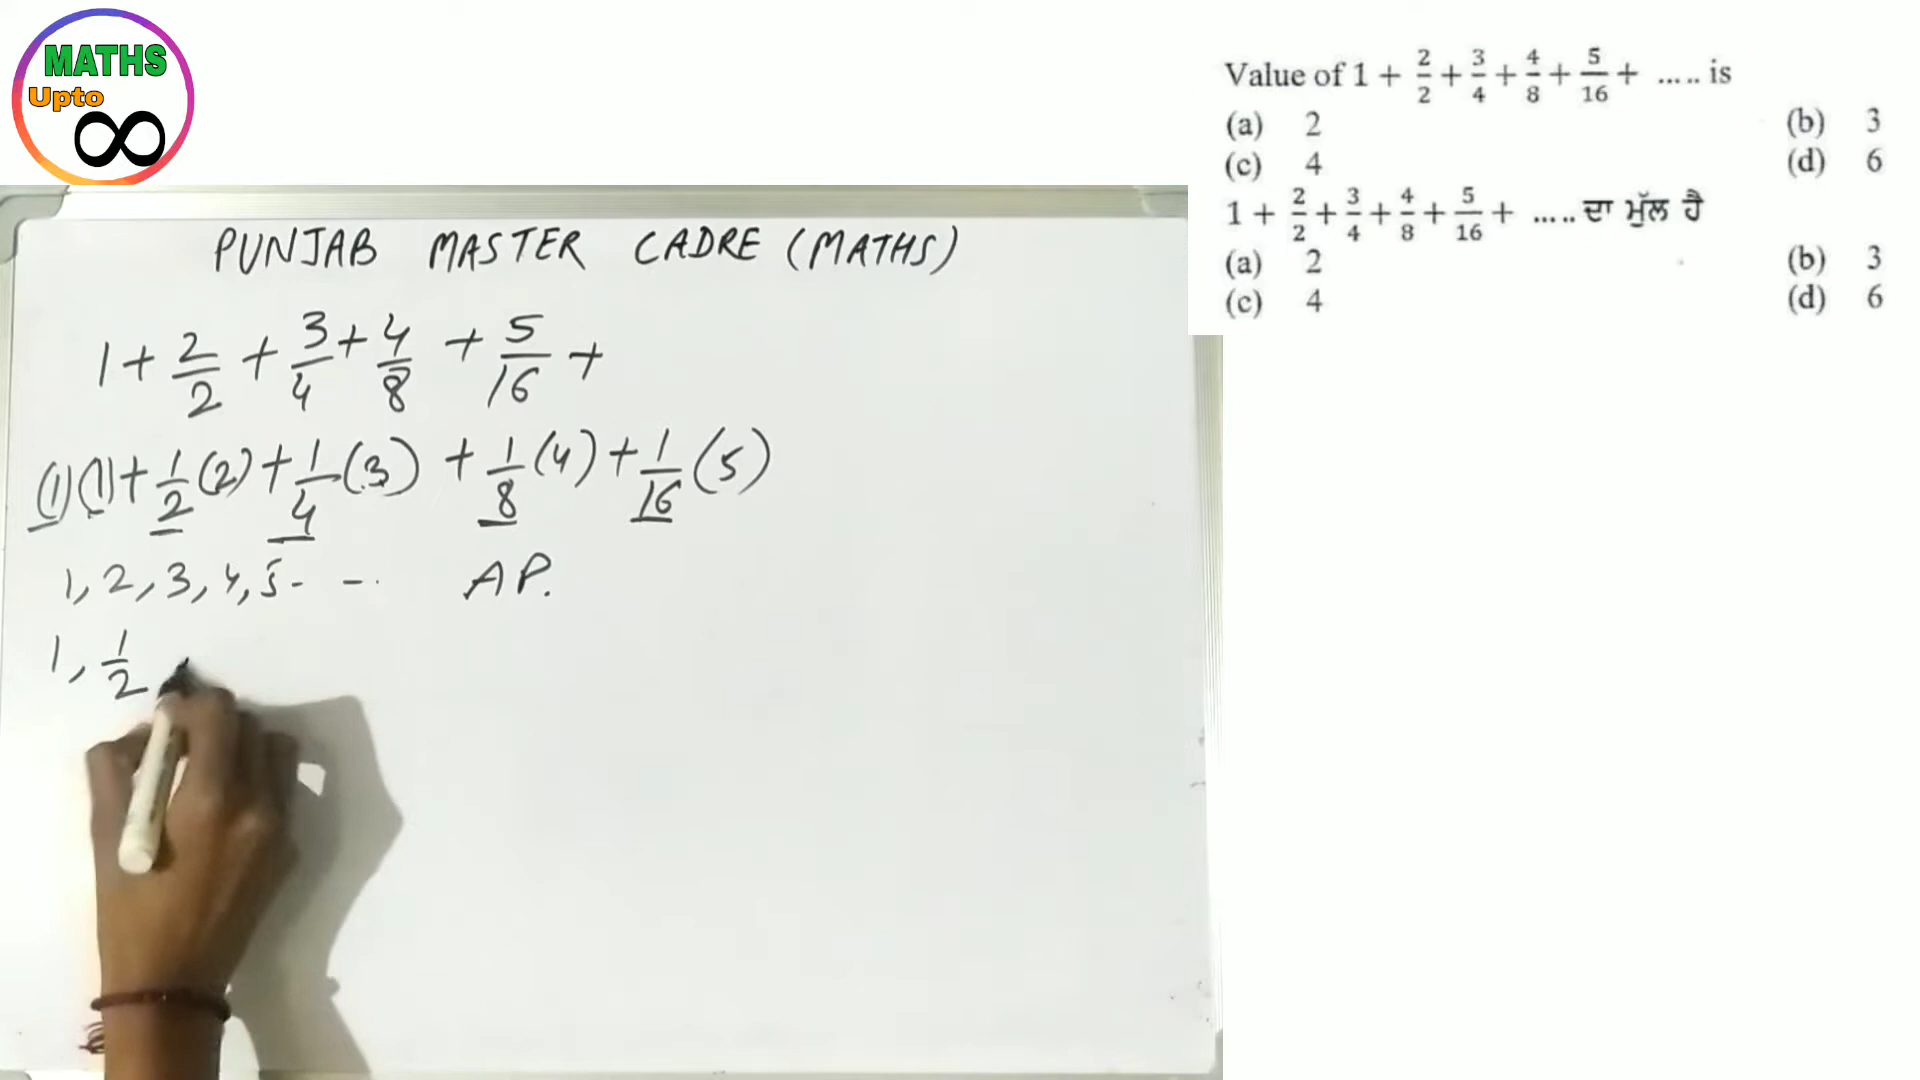 MATHS
Upto
∞
Value of 1 + 2/2 + 3/4 + 4/8 + 5/16 + ..... is
(a) 2 (b) 3
(c) 4 (d) 6
1 + 2/2 + 3/4 + 4/8 + 5/16 + ..... ਦਾ ਮੁੱਲ ਹੈ
(a) 2 (b) 3
(c) 4 (d) 6
PUNJAB MASTER CADRE (MATHS)
1 + 2/2 + 3/4 + 4/8 + 5/16 +
(1)(1) + 1/2 (2) + 1/4 (3) + 1/8 (4) + 1/16 (5)
1, 2, 3, 4, 5 - - . A P.
1, 1/2